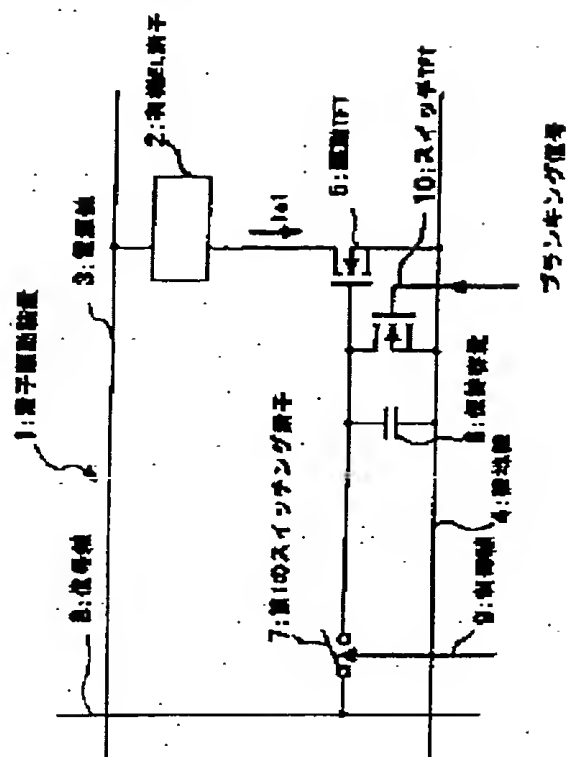 1:素子駆動装置
2:有機EL素子
3:電源線
8:信号線
Iel
5:駆動TFT
10:スイッチTFT
7:第1のスイッチング素子
6:保持容量
4:接地線
9:制御線
ブランキング信号